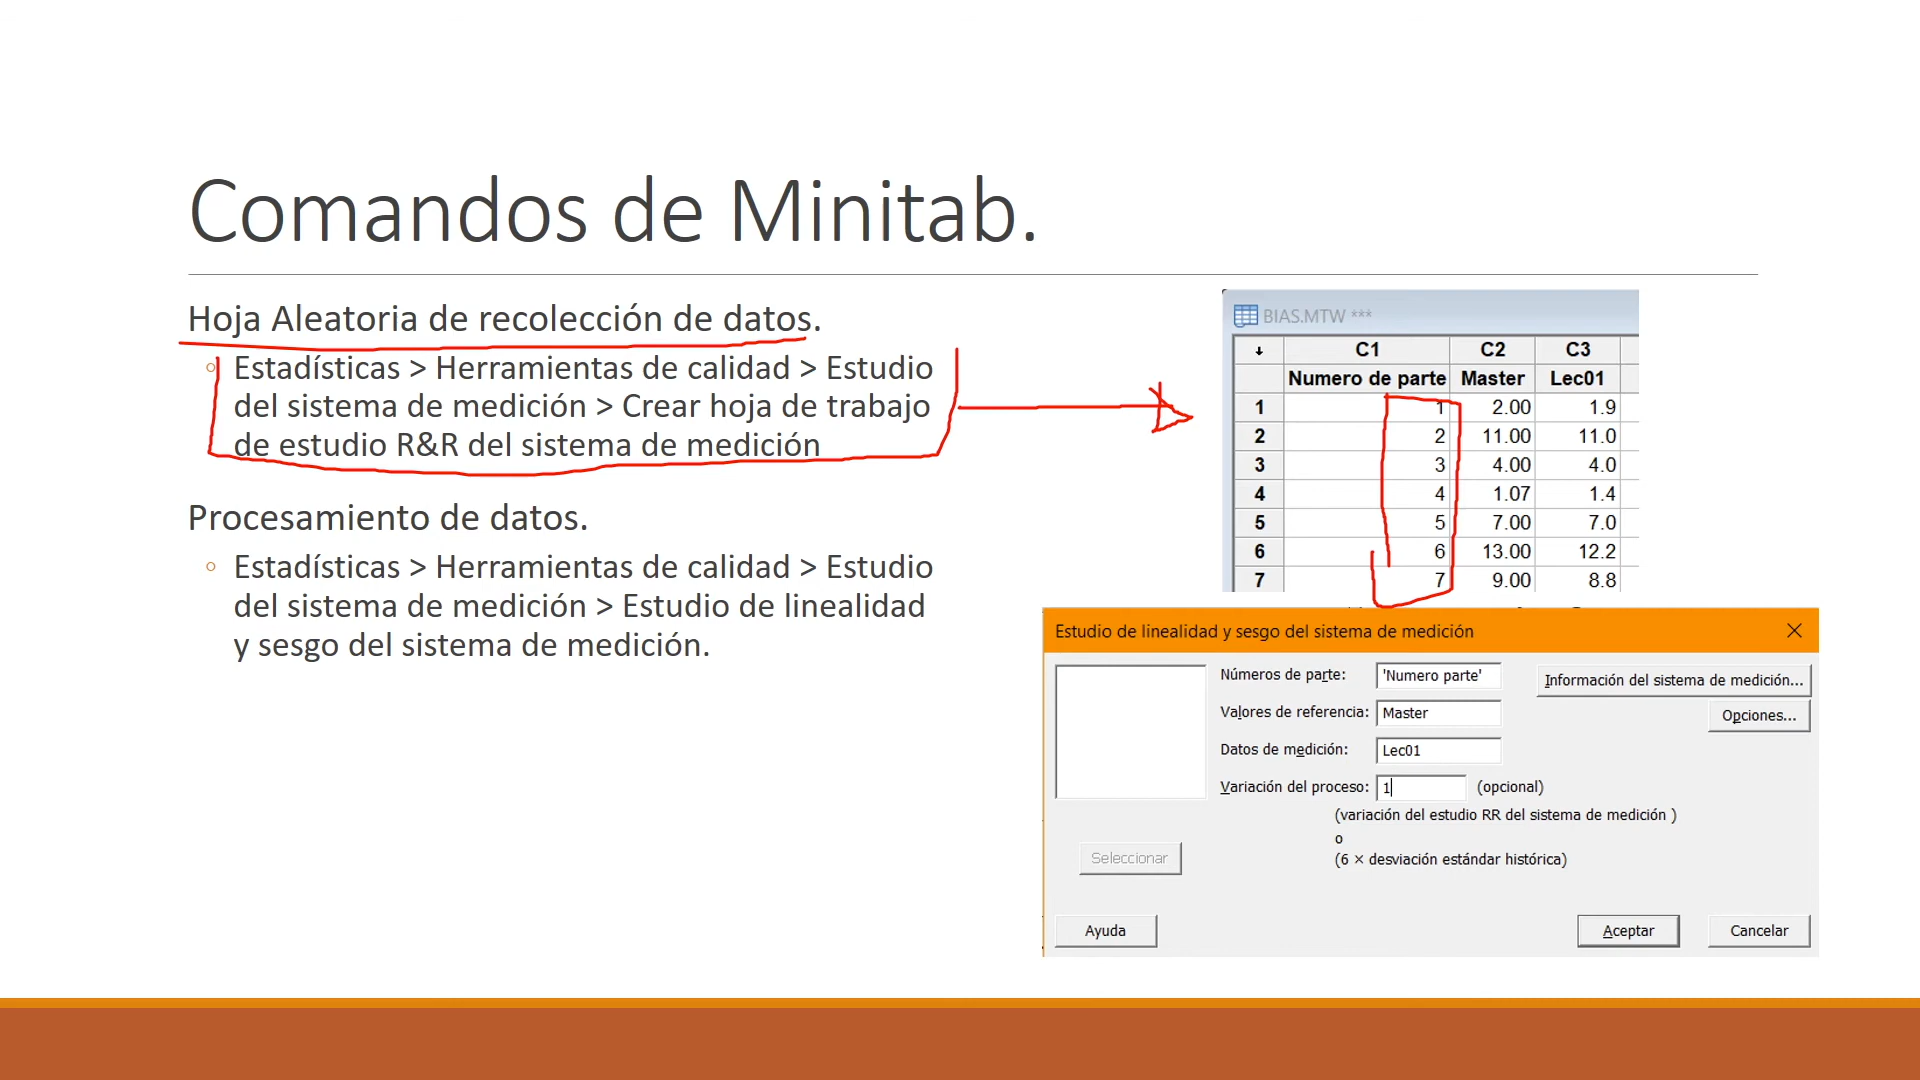 Comandos de Minitab.
Hoja Aleatoria de recolección de datos.
Estadísticas > Herramientas de calidad > Estudio
del sistema de medición > Crear hoja de trabajo
de estudio R&R del sistema de medición
Procesamiento de datos.
Estadísticas > Herramientas de calidad > Estudio
del sistema de medición > Estudio de linealidad
y sesgo del sistema de medición.
BIAS.MTW ***
C1 C2 C3
Numero de parte Master Lec01
1 1 2.00 1.9
2 2 11.00 11.0
3 3 4.00 4.0
4 4 1.07 1.4
5 5 7.00 7.0
6 6 13.00 12.2
7 7 9.00 8.8
Estudio de linealidad y sesgo del sistema de medición
Números de parte: 'Numero parte' Información del sistema de medición...
Valores de referencia: Master Opciones...
Datos de medición: Lec01
Variación del proceso: 1 (opcional)
(variación del estudio RR del sistema de medición )
o
(6 × desviación estándar histórica)
Seleccionar
Ayuda Aceptar Cancelar